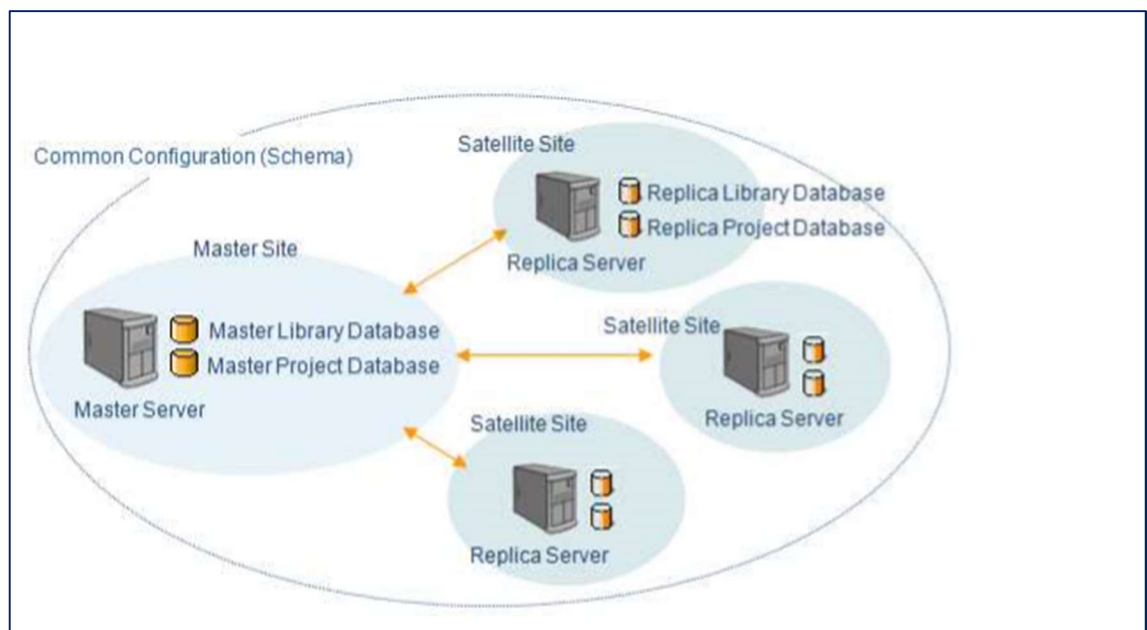 Common Configuration (Schema)
Satellite Site
Replica Library Database
Replica Project Database
Replica Server
Master Site
Master Library Database
Master Project Database
Master Server
Satellite Site
Replica Server
Satellite Site
Replica Server